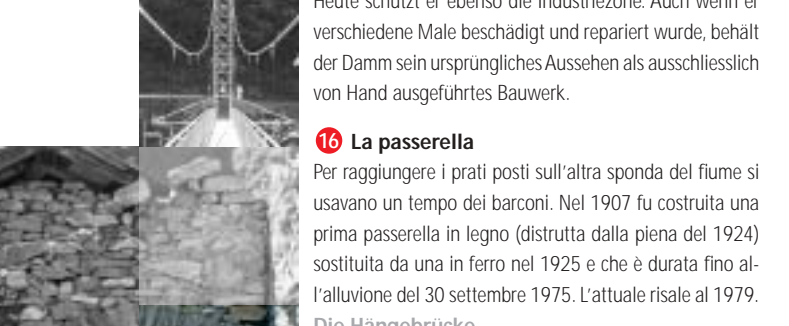 Heute schützt er ebenso die Industriezone. Auch wenn er
verschiedene Male beschädigt und repariert wurde, behält
der Damm sein ursprüngliches Aussehen als ausschliesslich
von Hand ausgeführtes Bauwerk.
16 La passerella
Per raggiungere i prati posti sull'altra sponda del fiume si
usavano un tempo dei barconi. Nel 1907 fu costruita una
prima passerella in legno (distrutta dalla piena del 1924)
sostituita da una in ferro nel 1925 e che è durata fino al-
l'alluvione del 30 settembre 1975. L'attuale risale al 1979.
Die Hängebrücke